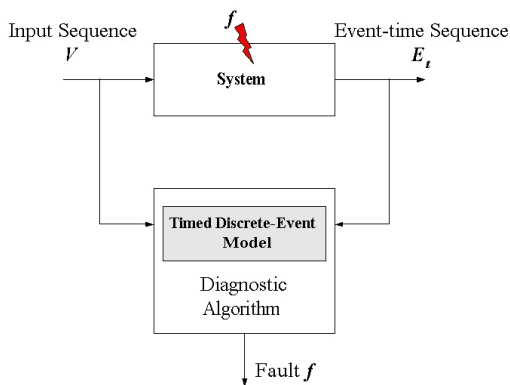 Input Sequence
V
f
Event-time Sequence
E t
System
Timed Discrete-Event
Model
Diagnostic
Algorithm
Fault f